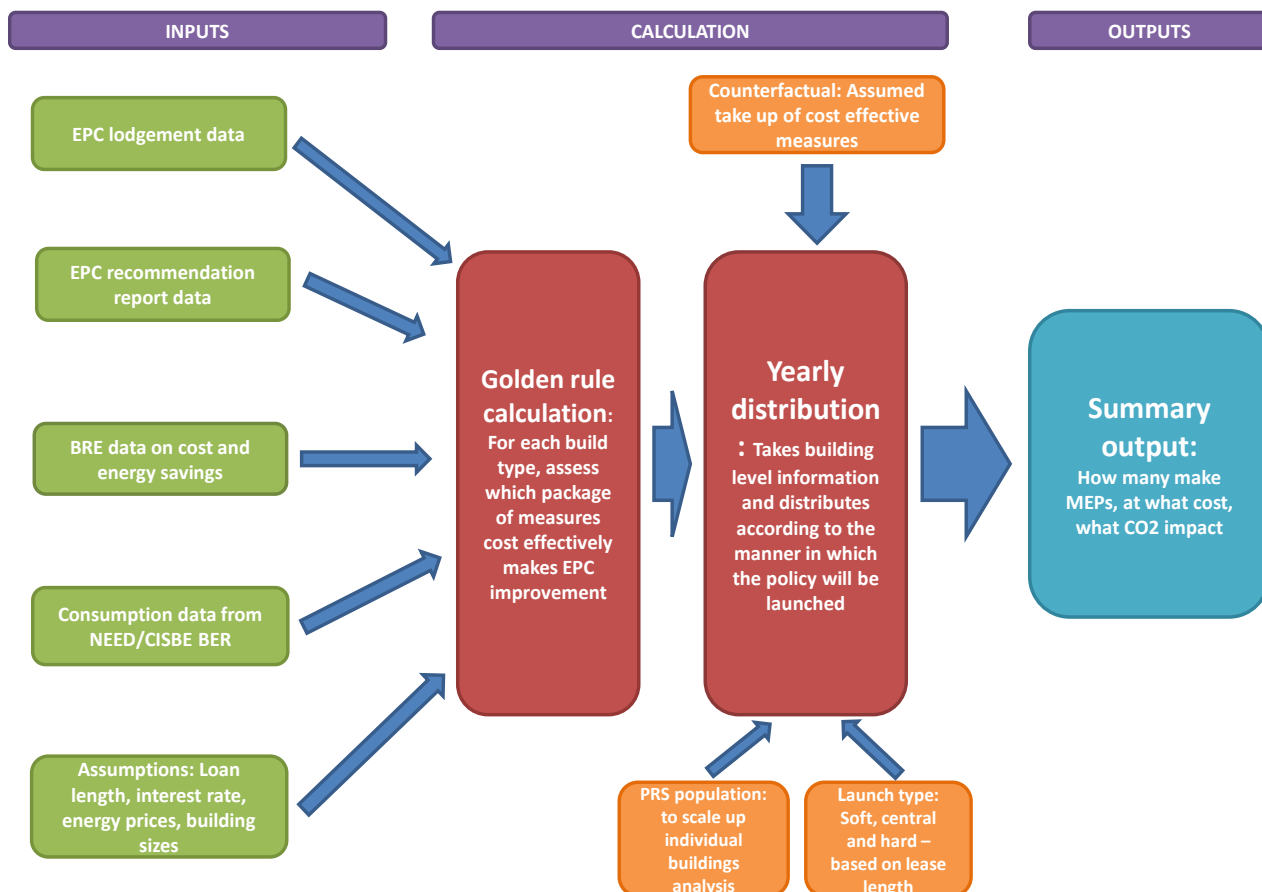 INPUTS
CALCULATION
OUTPUTS
EPC lodgement data
EPC recommendation
report data
BRE data on cost and
energy savings
Consumption data from
NEED/CISBE BER
Assumptions: Loan
length, interest rate,
energy prices, building
sizes
Golden rule
calculation:
For each build
type, assess
which package
of measures
cost effectively
makes EPC
improvement
Counterfactual: Assumed
take up of cost effective
measures
Yearly
distribution
: Takes building
level information
and distributes
according to the
manner in which
the policy will be
launched
PRS population:
to scale up
individual
buildings
analysis
Launch type:
Soft, central
and hard –
based on lease
length
Summary
output:
How many make
MEPs, at what cost,
what CO2 impact